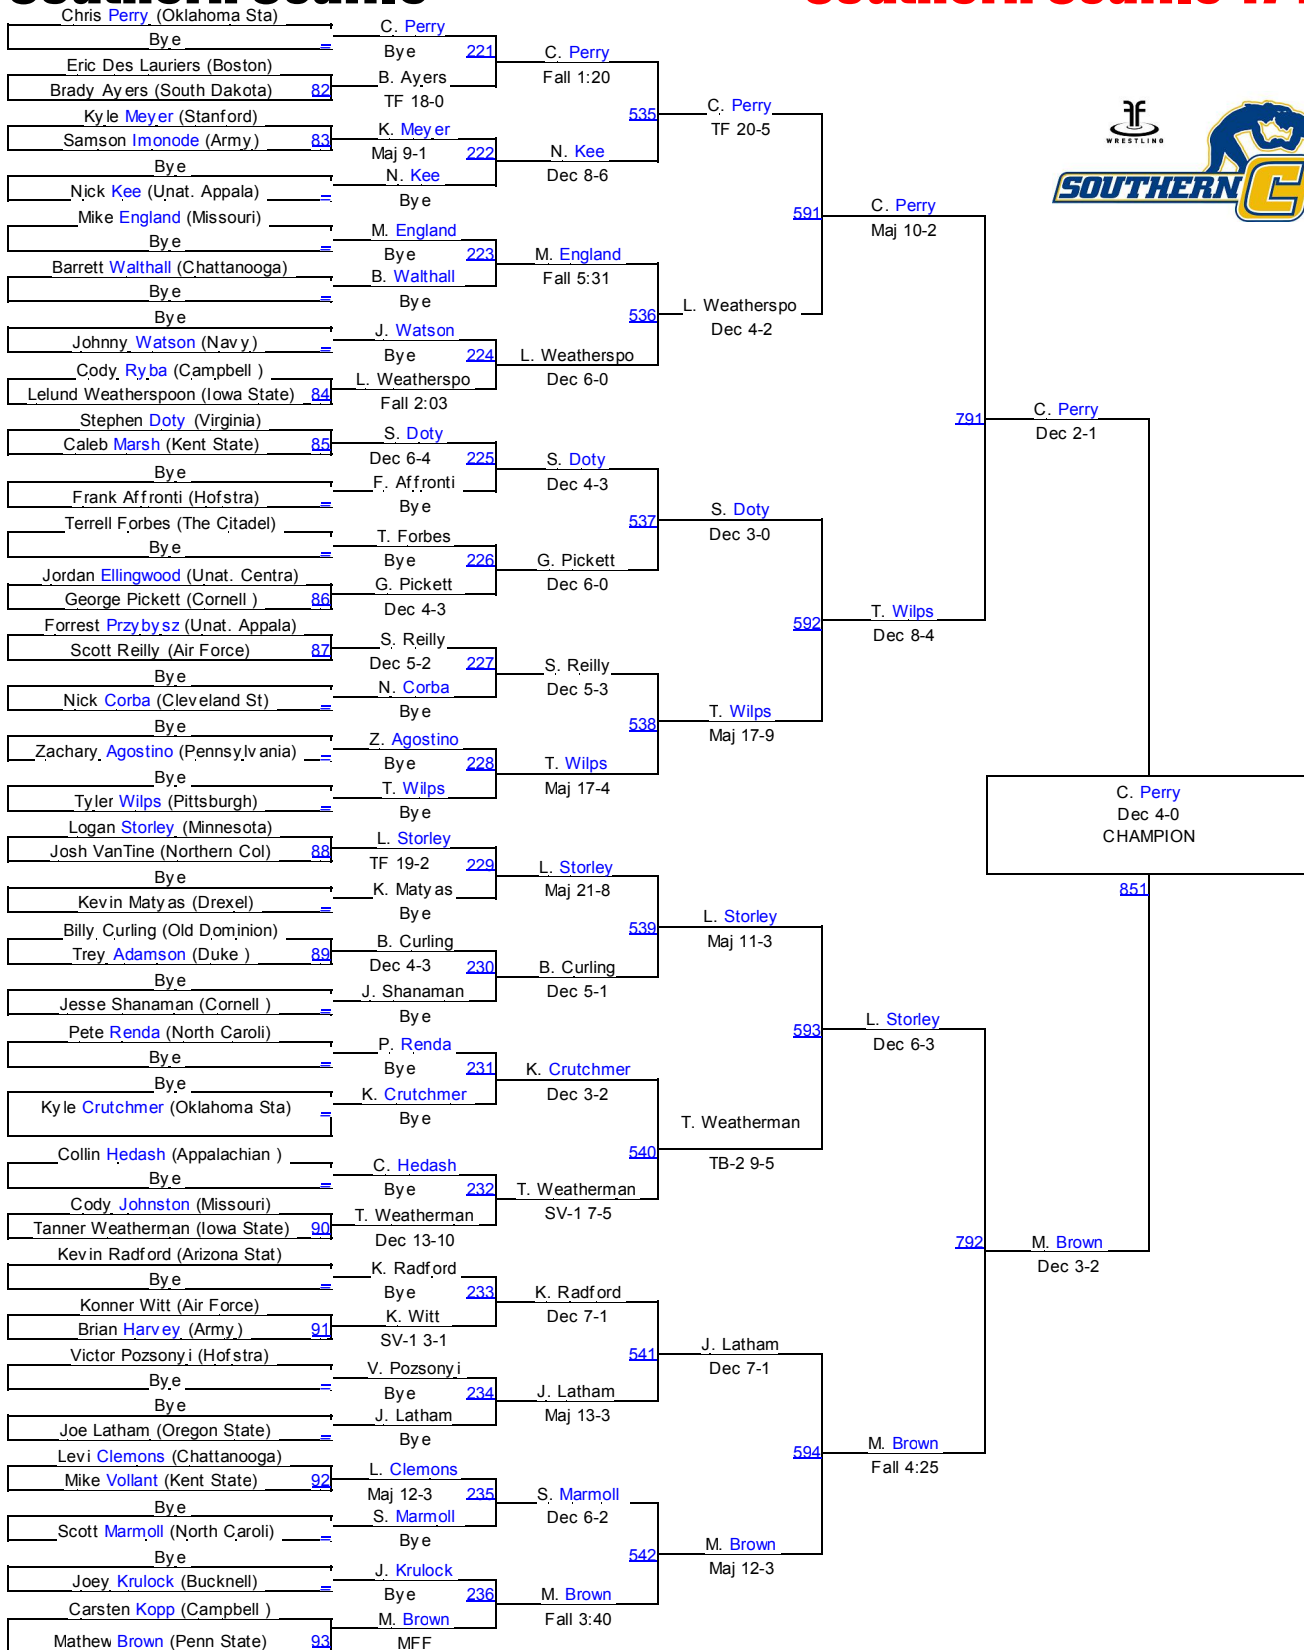 Chris Perry (Oklahoma Sta)
Bye
Eric Des Lauriers (Boston)
Brady Ayers (South Dakota) 82
Kyle Meyer (Stanford)
Samson Imonode (Army) 83
Bye
Nick Kee (Unat. Appala)
Mike England (Missouri)
Bye
Barrett Walthall (Chattanooga)
Bye
Bye
Johnny Watson (Navy)
Cody Ryba (Campbell )
Lelund Weatherspoon (Iowa State) 84
Stephen Doty (Virginia)
Caleb Marsh (Kent State) 85
Bye
Frank Affronti (Hofstra)
Terrell Forbes (The Citadel)
Bye
Jordan Ellingwood (Unat. Centra)
George Pickett (Cornell ) 86
Forrest Przybysz (Unat. Appala)
Scott Reilly (Air Force) 87
Bye
Nick Corba (Cleveland St)
Bye
Zachary Agostino (Pennsylvania)
Bye
Tyler Wilps (Pittsburgh)
Logan Storley (Minnesota)
Josh VanTine (Northern Col) 88
Bye
Kevin Matyas (Drexel)
Billy Curling (Old Dominion)
Trey Adamson (Duke ) 89
Bye
Jesse Shanaman (Cornell )
Pete Renda (North Caroli)
Bye
Bye
Kyle Crutchmer (Oklahoma Sta)
Collin Hedash (Appalachian )
Bye
Cody Johnston (Missouri)
Tanner Weatherman (Iowa State) 90
Kevin Radford (Arizona Stat)
Bye
Konner Witt (Air Force)
Brian Harvey (Army) 91
Victor Pozsonyi (Hofstra)
Bye
Bye
Joe Latham (Oregon State)
Levi Clemons (Chattanooga)
Mike Vollant (Kent State) 92
Bye
Scott Marmoll (North Caroli)
Bye
Joey Krulock (Bucknell)
Carsten Kopp (Campbell )
Mathew Brown (Penn State) 93
C. Perry
Bye 221
B. Ayers
TF 18-0
K. Meyer
Maj 9-1 222
N. Kee
Bye
M. England
Bye 223
B. Walthall
Bye
J. Watson
Bye 224
L. Weatherspo
Fall 2:03
S. Doty
Dec 6-4 225
F. Affronti
Bye
T. Forbes
Bye 226
G. Pickett
Dec 4-3
S. Reilly
Dec 5-2 227
N. Corba
Bye
Z. Agostino
Bye 228
T. Wilps
Bye
L. Storley
TF 19-2 229
K. Matyas
Bye
B. Curling
Dec 4-3 230
J. Shanaman
Bye
P. Renda
Bye 231
K. Crutchmer
Bye
C. Hedash
Bye 232
T. Weatherman
Dec 13-10
K. Radford
Bye 233
K. Witt
SV-1 3-1
V. Pozsonyi
Bye 234
J. Latham
Bye
L. Clemons
Maj 12-3 235
S. Marmoll
Bye
J. Krulock
Bye 236
M. Brown
MFF
C. Perry
Fall 1:20
535
N. Kee
Dec 8-6
M. England
Fall 5:31
536
L. Weatherspo
Dec 6-0
S. Doty
Dec 4-3
537
G. Pickett
Dec 6-0
S. Reilly
Dec 5-3
538
T. Wilps
Maj 17-4
L. Storley
Maj 21-8
539
B. Curling
Dec 5-1
K. Crutchmer
Dec 3-2
540
T. Weatherman
SV-1 7-5
K. Radford
Dec 7-1
541
J. Latham
Maj 13-3
S. Marmoll
Dec 6-2
542
M. Brown
Fall 3:40
C. Perry
TF 20-5
591
L. Weatherspo
Dec 4-2
S. Doty
Dec 3-0
592
T. Wilps
Maj 17-9
L. Storley
Maj 11-3
593
T. Weatherman
TB-2 9-5
J. Latham
Dec 7-1
594
M. Brown
Maj 12-3
C. Perry
Maj 10-2
791
T. Wilps
Dec 8-4
L. Storley
Dec 6-3
792
M. Brown
Fall 4:25
C. Perry
Dec 2-1
M. Brown
Dec 3-2
C. Perry
Dec 4-0
CHAMPION
851
WRESTLING
SOUTHERN